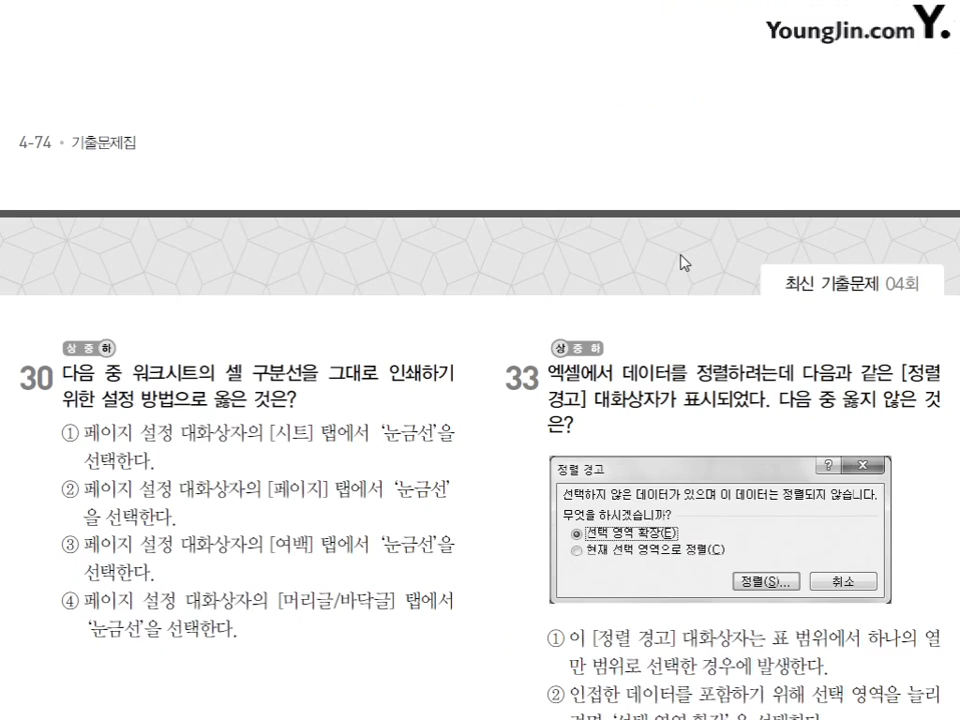 YoungJin.com Y.
4-74 • 기출문제집
최신 기출문제 04회
상 중 하
30 다음 중 워크시트의 셀 구분선을 그대로 인쇄하기
위한 설정 방법으로 옳은 것은?
① 페이지 설정 대화상자의 [시트] 탭에서 ‘눈금선’을
선택한다.
② 페이지 설정 대화상자의 [페이지] 탭에서 ‘눈금선’
을 선택한다.
③ 페이지 설정 대화상자의 [여백] 탭에서 ‘눈금선’을
선택한다.
④ 페이지 설정 대화상자의 [머리글/바닥글] 탭에서
‘눈금선’을 선택한다.
상 중 하
33 엑셀에서 데이터를 정렬하려는데 다음과 같은 [정렬
경고] 대화상자가 표시되었다. 다음 중 옳지 않은 것
은?
정렬 경고
선택하지 않은 데이터가 있으며 이 데이터는 정렬되지 않습니다.
무엇을 하시겠습니까?
선택 영역 확장(E)
현재 선택 영역으로 정렬(C)
정렬(S)... 취소
① 이 [정렬 경고] 대화상자는 표 범위에서 하나의 열
만 범위로 선택한 경우에 발생한다.
② 인접한 데이터를 포함하기 위해 선택 영역을 늘리